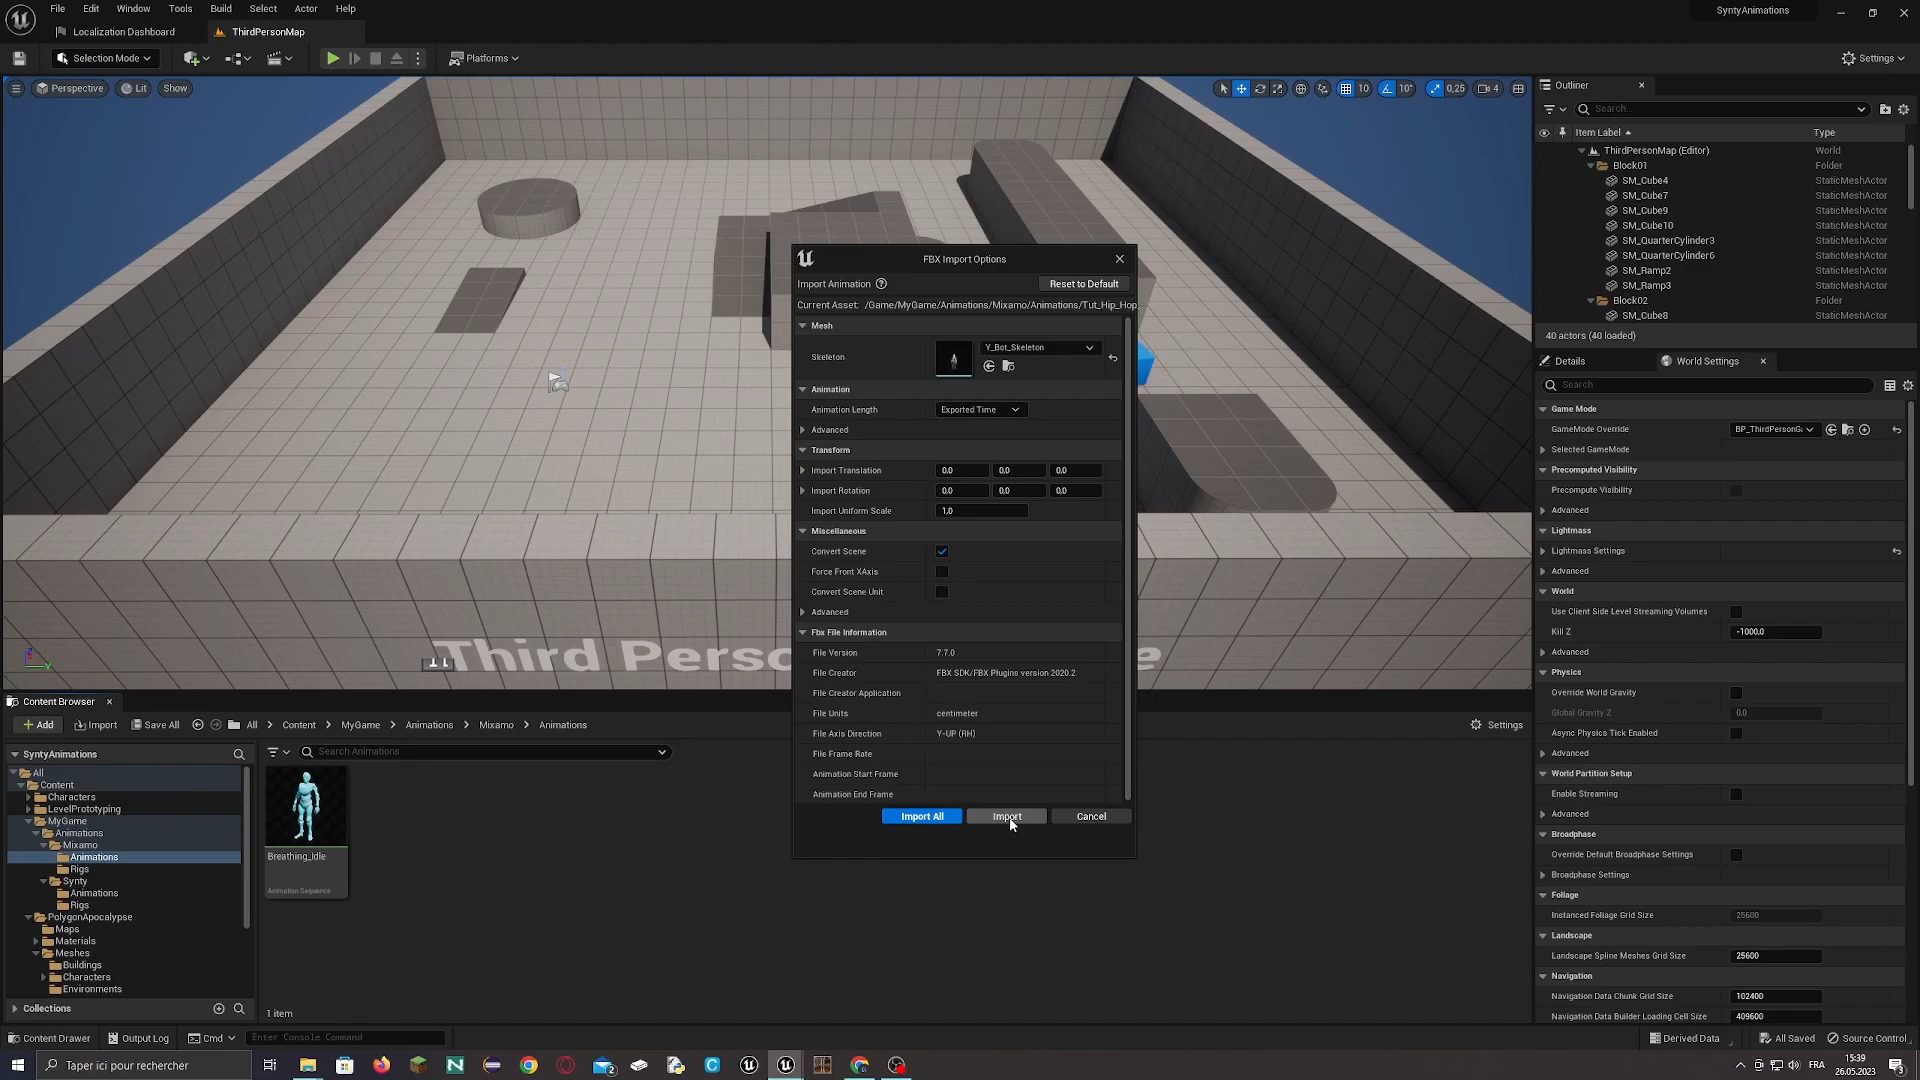 File Edit Window Tools Build Select Actor Help
SyntyAnimations
Localization Dashboard ThirdPersonMap
Selection Mode Platforms Settings
Perspective Lit Show
10 10° 0,25 4
Outliner
Search...
Item Label Type
ThirdPersonMap (Editor) World
Block01 Folder
SM_Cube4 StaticMeshActor
SM_Cube7 StaticMeshActor
SM_Cube9 StaticMeshActor
SM_Cube10 StaticMeshActor
SM_QuarterCylinder3 StaticMeshActor
SM_QuarterCylinder6 StaticMeshActor
SM_Ramp2 StaticMeshActor
SM_Ramp3 StaticMeshActor
Block02 Folder
SM_Cube8 StaticMeshActor
40 actors (40 loaded)
Third Perso
e
FBX Import Options
Import Animation Reset to Default
Current Asset: /Game/MyGame/Animations/Mixamo/Animations/Tut_Hip_Hop
Mesh
Skeleton Y_Bot_Skeleton
Animation
Animation Length Exported Time
Advanced
Transform
Import Translation 0,0 0,0 0,0
Import Rotation 0,0 0,0 0,0
Import Uniform Scale 1,0
Miscellaneous
Convert Scene
Force Front XAxis
Convert Scene Unit
Advanced
Fbx File Information
File Version 7.7.0
File Creator FBX SDK/FBX Plugins version 2020.2
File Creator Application
File Units centimeter
File Axis Direction Y-UP (RH)
File Frame Rate
Animation Start Frame
Animation End Frame
Import All Import Cancel
Details World Settings
Search
Game Mode
GameMode Override BP_ThirdPersonGa
Selected GameMode
Precomputed Visibility
Precompute Visibility
Advanced
Lightmass
Lightmass Settings
Advanced
World
Use Client Side Level Streaming Volumes
Kill Z -1000,0
Advanced
Physics
Override World Gravity
Global Gravity Z 0,0
Async Physics Tick Enabled
Advanced
World Partition Setup
Enable Streaming
Advanced
Broadphase
Override Default Broadphase Settings
Broadphase Settings
Foliage
Instanced Foliage Grid Size 25600
Landscape
Landscape Spline Meshes Grid Size 25600
Navigation
Navigation Data Chunk Grid Size 102400
Navigation Data Builder Loading Cell Size 409600
Content Browser
Add Import Save All All Content MyGame Animations Mixamo Animations Settings
SyntyAnimations
Search Animations
All
Content
Characters
LevelPrototyping
MyGame
Animations
Mixamo
Animations
Rigs
Synty
Animations
Rigs
PolygonApocalypse
Maps
Materials
Meshes
Buildings
Characters
Environments
Collections
Breathing_Idle
Animation Sequence
1 item
Content Drawer Output Log Cmd Enter Console Command
Derived Data All Saved Source Control
Taper ici pour rechercher
FRA
15:39
26.05.2023